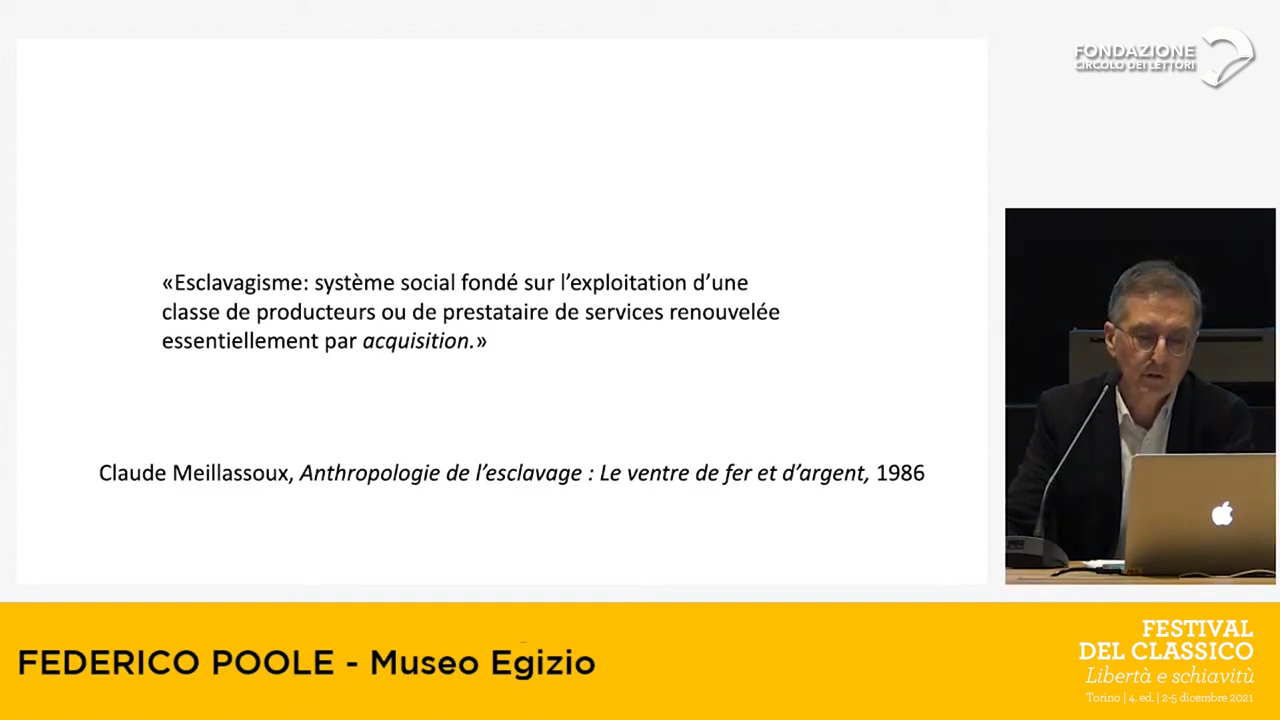 FONDAZIONE
CIRCOLO DEI LETTORI
«Esclavagisme: système social fondé sur l’exploitation d’une
classe de producteurs ou de prestataire de services renouvelée
essentiellement par acquisition.»
Claude Meillassoux, Anthropologie de l’esclavage : Le ventre de fer et d’argent, 1986
FEDERICO POOLE - Museo Egizio
FESTIVAL
DEL CLASSICO
Libertà e schiavitù
Torino | 4. ed. | 2-5 dicembre 2021